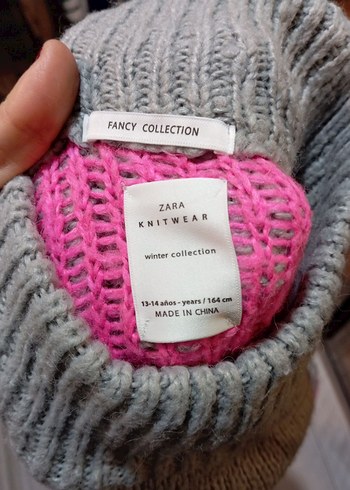 FANCY COLLECTION
ZARA
KNITWEAR
winter collection
13-14 años - years / 164 cm
MADE IN CHINA